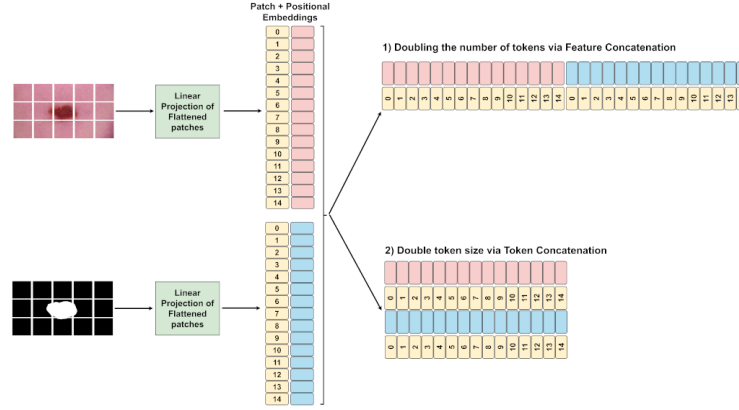 Patch + Positional
Embeddings
0
1
2
3
4
5
6
7
8
9
10
11
12
13
14
Linear
Projection of
Flattened
patches
0
1
2
3
4
5
6
7
8
9
10
11
12
13
14
Linear
Projection of
Flattened
patches
1) Doubling the number of tokens via Feature Concatenation
0 1 2 3 4 5 6 7 8 9 10 11 12 13 14 0 1 2 3 4 5 6 7 8 9 10 11 12 13
2) Double token size via Token Concatenation
0 1 2 3 4 5 6 7 8 9 10 11 12 13 14
0 1 2 3 4 5 6 7 8 9 10 11 12 13 14